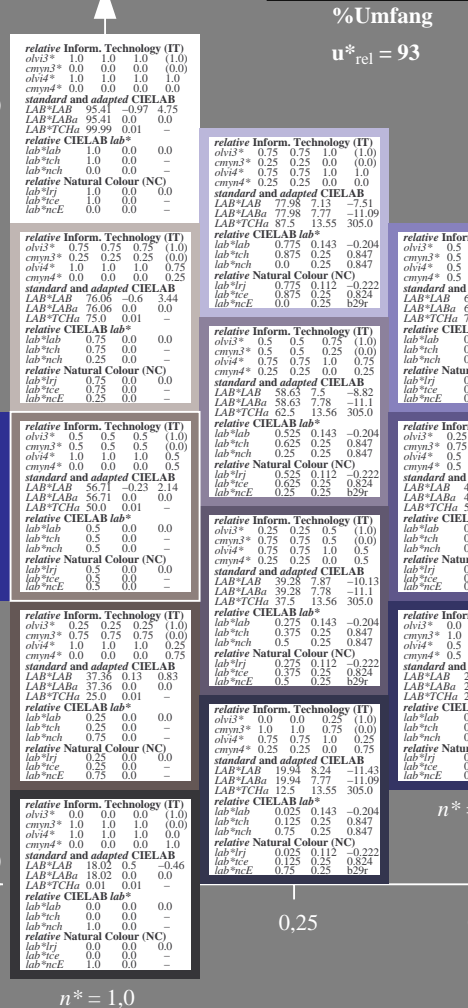 %Umfang
u*rel = 93
relative Inform. Technology (IT)
olvi3* 1.0 1.0 1.0 (1.0)
cmyn3* 0.0 0.0 0.0 (0.0)
olvi4* 1.0 1.0 1.0 1.0
cmyn4* 0.0 0.0 0.0 0.0
standard and adapted CIELAB
LAB*LAB 95.41 −0.97 4.75
LAB*LABa 95.41 0.0 0.0
LAB*TCHa 99.99 0.01 –
relative CIELAB lab*
lab*lab 1.0 0.0 0.0
lab*tch 1.0 0.0 –
lab*nch 0.0 0.0 –
relative Natural Colour (NC)
lab*lrj 1.0 0.0 0.0
lab*tce 1.0 0.0 –
lab*ncE 0.0 0.0 –
relative Inform. Technology (IT)
olvi3* 0.75 0.75 0.75 (1.0)
cmyn3* 0.25 0.25 0.25 (0.0)
olvi4* 1.0 1.0 1.0 0.75
cmyn4* 0.0 0.0 0.0 0.25
standard and adapted CIELAB
LAB*LAB 76.06 −0.6 3.44
LAB*LABa 76.06 0.0 0.0
LAB*TCHa 75.0 0.01 –
relative CIELAB lab*
lab*lab 0.75 0.0 0.0
lab*tch 0.75 0.0 –
lab*nch 0.25 0.0 –
relative Natural Colour (NC)
lab*lrj 0.75 0.0 0.0
lab*tce 0.75 0.0 –
lab*ncE 0.25 0.0 –
relative Inform. Technology (IT)
olvi3* 0.5 0.5 0.5 (1.0)
cmyn3* 0.5 0.5 0.5 (0.0)
olvi4* 1.0 1.0 1.0 0.5
cmyn4* 0.0 0.0 0.0 0.5
standard and adapted CIELAB
LAB*LAB 56.71 −0.23 2.14
LAB*LABa 56.71 0.0 0.0
LAB*TCHa 50.0 0.01 –
relative CIELAB lab*
lab*lab 0.5 0.0 0.0
lab*tch 0.5 0.0 –
lab*nch 0.5 0.0 –
relative Natural Colour (NC)
lab*lrj 0.5 0.0 0.0
lab*tce 0.5 0.0 –
lab*ncE 0.5 0.0 –
relative Inform. Technology (IT)
olvi3* 0.25 0.25 0.25 (1.0)
cmyn3* 0.75 0.75 0.75 (0.0)
olvi4* 1.0 1.0 1.0 0.25
cmyn4* 0.0 0.0 0.0 0.75
standard and adapted CIELAB
LAB*LAB 37.36 0.13 0.83
LAB*LABa 37.36 0.0 0.0
LAB*TCHa 25.0 0.01 –
relative CIELAB lab*
lab*lab 0.25 0.0 0.0
lab*tch 0.25 0.0 –
lab*nch 0.75 0.0 –
relative Natural Colour (NC)
lab*lrj 0.25 0.0 0.0
lab*tce 0.25 0.0 –
lab*ncE 0.75 0.0 –
relative Inform. Technology (IT)
olvi3* 0.0 0.0 0.0 (1.0)
cmyn3* 1.0 1.0 1.0 (0.0)
olvi4* 1.0 1.0 1.0 0.0
cmyn4* 0.0 0.0 0.0 1.0
standard and adapted CIELAB
LAB*LAB 18.02 0.5 −0.46
LAB*LABa 18.02 0.0 0.0
LAB*TCHa 0.01 0.01 –
relative CIELAB lab*
lab*lab 0.0 0.0 0.0
lab*tch 0.0 0.0 –
lab*nch 1.0 0.0 –
relative Natural Colour (NC)
lab*lrj 0.0 0.0 0.0
lab*tce 0.0 0.0 –
lab*ncE 1.0 0.0 –
n* = 1,0
relative Inform. Technology (IT)
olvi3* 0.75 0.75 1.0 (1.0)
cmyn3* 0.25 0.25 0.0 (0.0)
olvi4* 0.75 0.75 1.0 1.0
cmyn4* 0.25 0.25 0.0 0.0
standard and adapted CIELAB
LAB*LAB 77.98 7.13 −7.51
LAB*LABa 77.98 7.77 −11.09
LAB*TCHa 87.5 13.55 305.0
relative CIELAB lab*
lab*lab 0.775 0.143 −0.204
lab*tch 0.875 0.25 0.847
lab*nch 0.0 0.25 0.847
relative Natural Colour (NC)
lab*lrj 0.775 0.112 −0.222
lab*tce 0.875 0.25 0.824
lab*ncE 0.0 0.25 b29r
relative Inform. Technology (IT)
olvi3* 0.5 0.5 0.75 (1.0)
cmyn3* 0.5 0.5 0.25 (0.0)
olvi4* 0.75 0.75 1.0 0.75
cmyn4* 0.25 0.25 0.0 0.25
standard and adapted CIELAB
LAB*LAB 58.63 7.5 −8.82
LAB*LABa 58.63 7.78 −11.1
LAB*TCHa 62.5 13.56 305.0
relative CIELAB lab*
lab*lab 0.525 0.143 −0.204
lab*tch 0.625 0.25 0.847
lab*nch 0.25 0.25 0.847
relative Natural Colour (NC)
lab*lrj 0.525 0.112 −0.222
lab*tce 0.625 0.25 0.824
lab*ncE 0.25 0.25 b29r
relative Inform. Technology (IT)
olvi3* 0.25 0.25 0.5 (1.0)
cmyn3* 0.75 0.75 0.5 (0.0)
olvi4* 0.75 0.75 1.0 0.5
cmyn4* 0.25 0.25 0.0 0.5
standard and adapted CIELAB
LAB*LAB 39.28 7.87 −10.13
LAB*LABa 39.28 7.78 −11.1
LAB*TCHa 37.5 13.56 305.0
relative CIELAB lab*
lab*lab 0.275 0.143 −0.204
lab*tch 0.375 0.25 0.847
lab*nch 0.5 0.25 0.847
relative Natural Colour (NC)
lab*lrj 0.275 0.112 −0.222
lab*tce 0.375 0.25 0.824
lab*ncE 0.5 0.25 b29r
relative Inform. Technology (IT)
olvi3* 0.0 0.0 0.25 (1.0)
cmyn3* 1.0 1.0 0.75 (0.0)
olvi4* 0.75 0.75 1.0 0.25
cmyn4* 0.25 0.25 0.0 0.75
standard and adapted CIELAB
LAB*LAB 19.94 8.24 −11.43
LAB*LABa 19.94 7.77 −11.09
LAB*TCHa 12.5 13.55 305.0
relative CIELAB lab*
lab*lab 0.025 0.143 −0.204
lab*tch 0.125 0.25 0.847
lab*nch 0.75 0.25 0.847
relative Natural Colour (NC)
lab*lrj 0.025 0.112 −0.222
lab*tce 0.125 0.25 0.824
lab*ncE 0.75 0.25 b29r
0,25
n* =